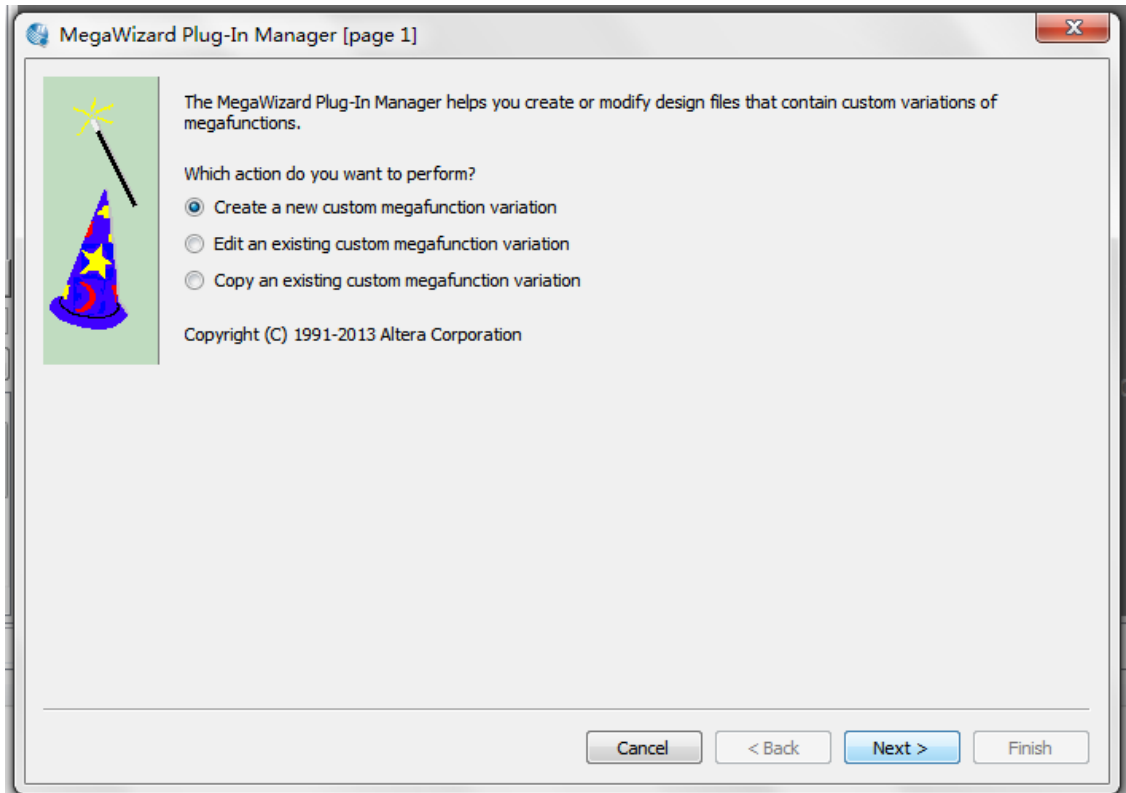 MegaWizard Plug-In Manager [page 1]
The MegaWizard Plug-In Manager helps you create or modify design files that contain custom variations of
megafunctions.
Which action do you want to perform?
Create a new custom megafunction variation
Edit an existing custom megafunction variation
Copy an existing custom megafunction variation
Copyright (C) 1991-2013 Altera Corporation
Cancel < Back Next > Finish